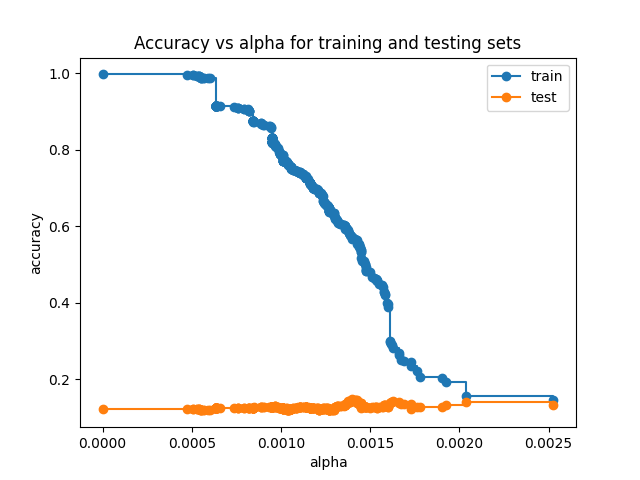 Accuracy vs alpha for training and testing sets
train
test
1.0
0.8
0.6
0.4
0.2
accuracy
0.0000
0.0005
0.0010
0.0015
0.0020
0.0025
alpha